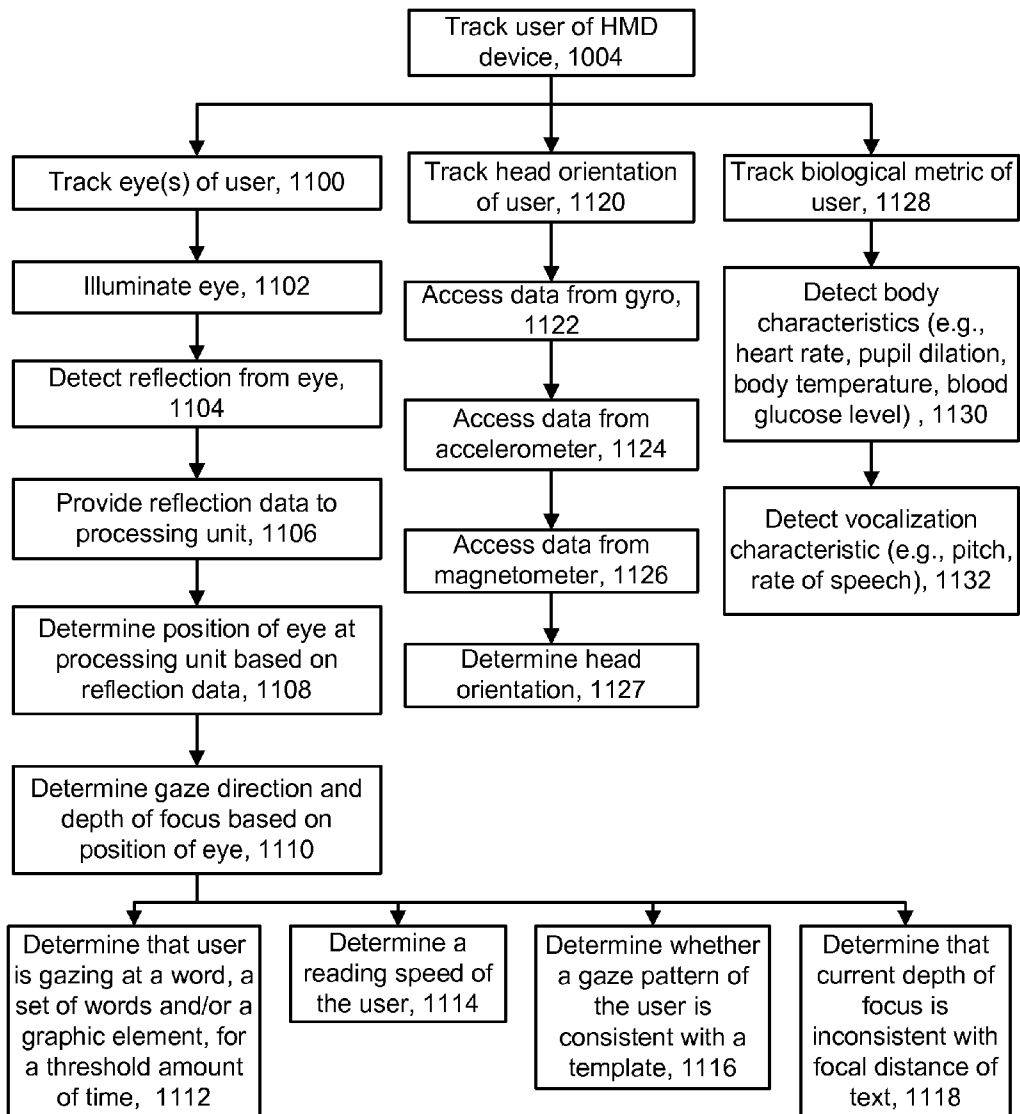 Track user of HMD
device, 1004
Track eye(s) of user, 1100
Illuminate eye, 1102
Detect reflection from eye,
1104
Provide reflection data to
processing unit, 1106
Determine position of eye at
processing unit based on
reflection data, 1108
Determine gaze direction and
depth of focus based on
position of eye, 1110
Track head orientation
of user, 1120
Access data from gyro,
1122
Access data from
accelerometer, 1124
Access data from
magnetometer, 1126
Determine head
orientation, 1127
Track biological metric of
user, 1128
Detect body
characteristics (e.g.,
heart rate, pupil dilation,
body temperature, blood
glucose level) , 1130
Detect vocalization
characteristic (e.g., pitch,
rate of speech), 1132
Determine that user
is gazing at a word, a
set of words and/or a
graphic element, for
a threshold amount
of time, 1112
Determine a
reading speed of
the user, 1114
Determine whether
a gaze pattern of
the user is
consistent with a
template, 1116
Determine that
current depth of
focus is
inconsistent with
focal distance of
text, 1118